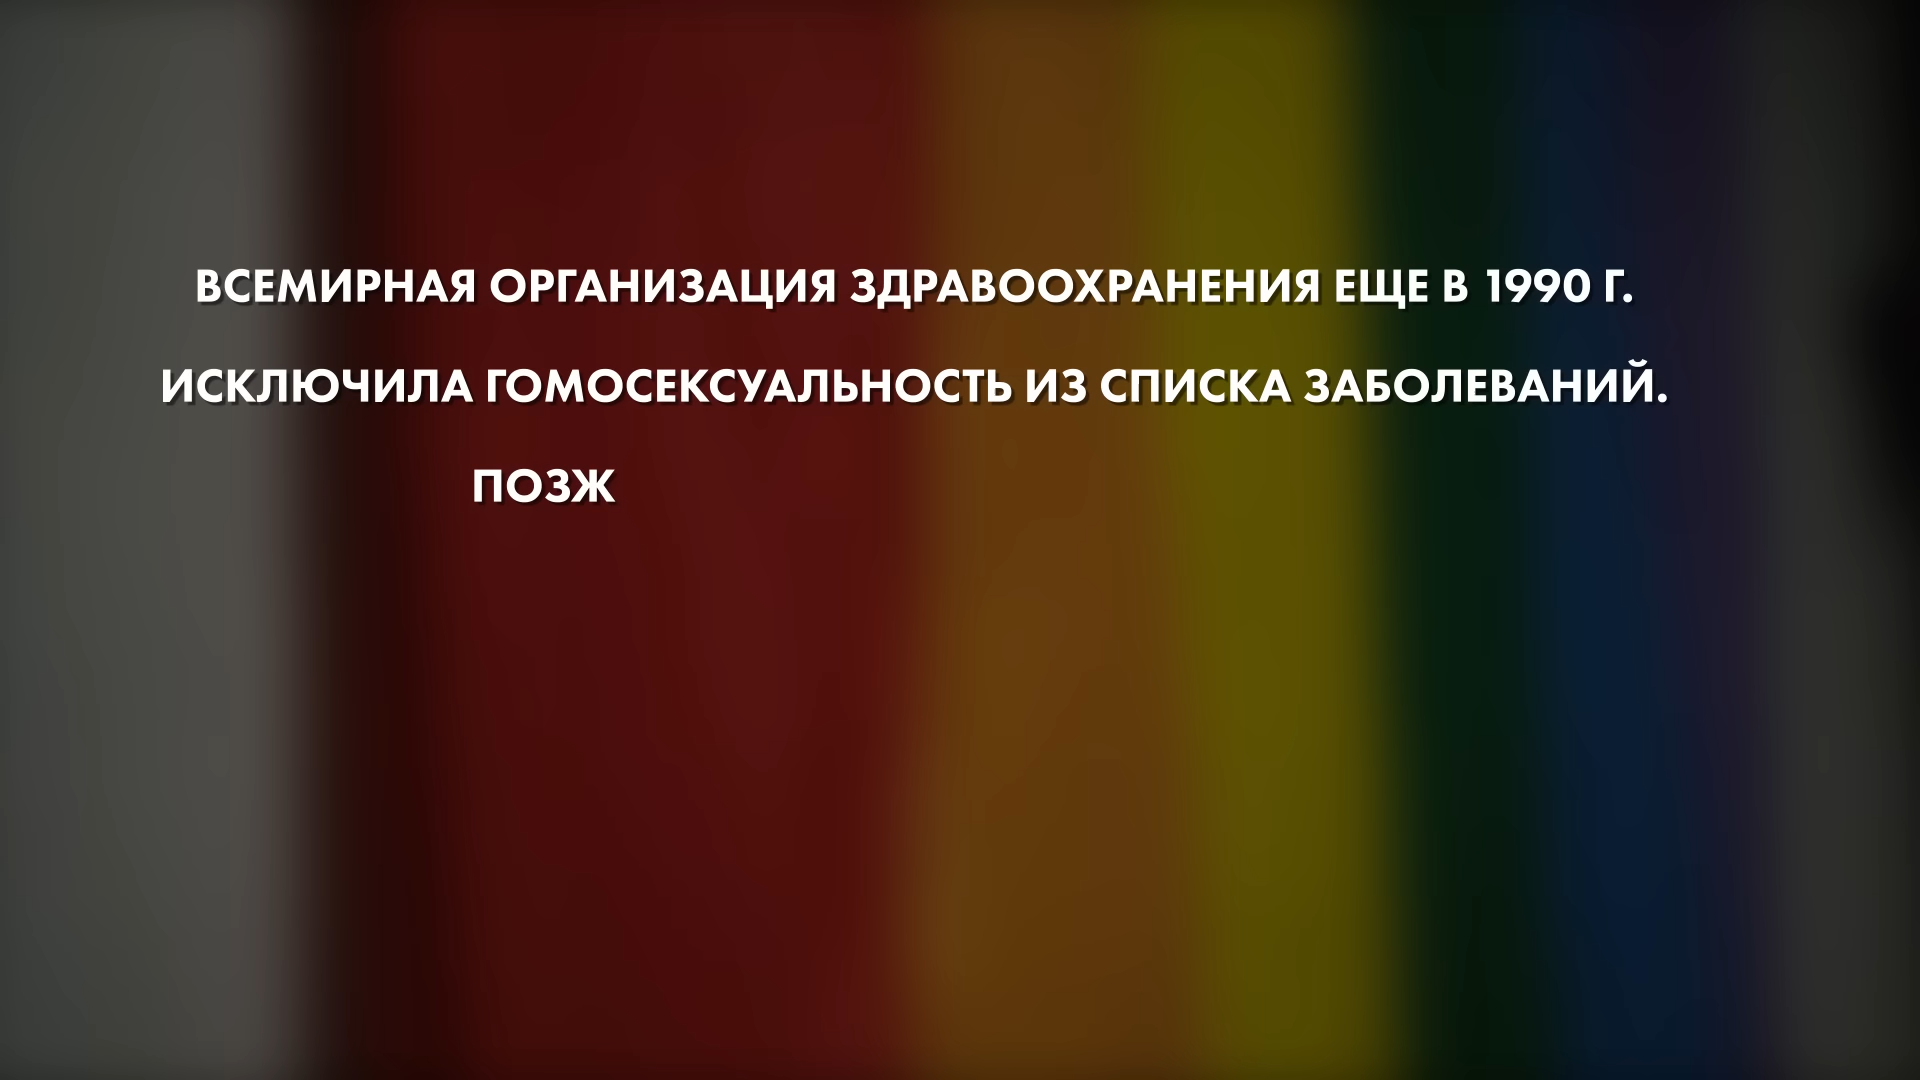 ВСЕМИРНАЯ ОРГАНИЗАЦИЯ ЗДРАВООХРАНЕНИЯ ЕЩЕ В 1990 Г.
ИСКЛЮЧИЛА ГОМОСЕКСУАЛЬНОСТЬ ИЗ СПИСКА ЗАБОЛЕВАНИЙ.
ПОЗЖ